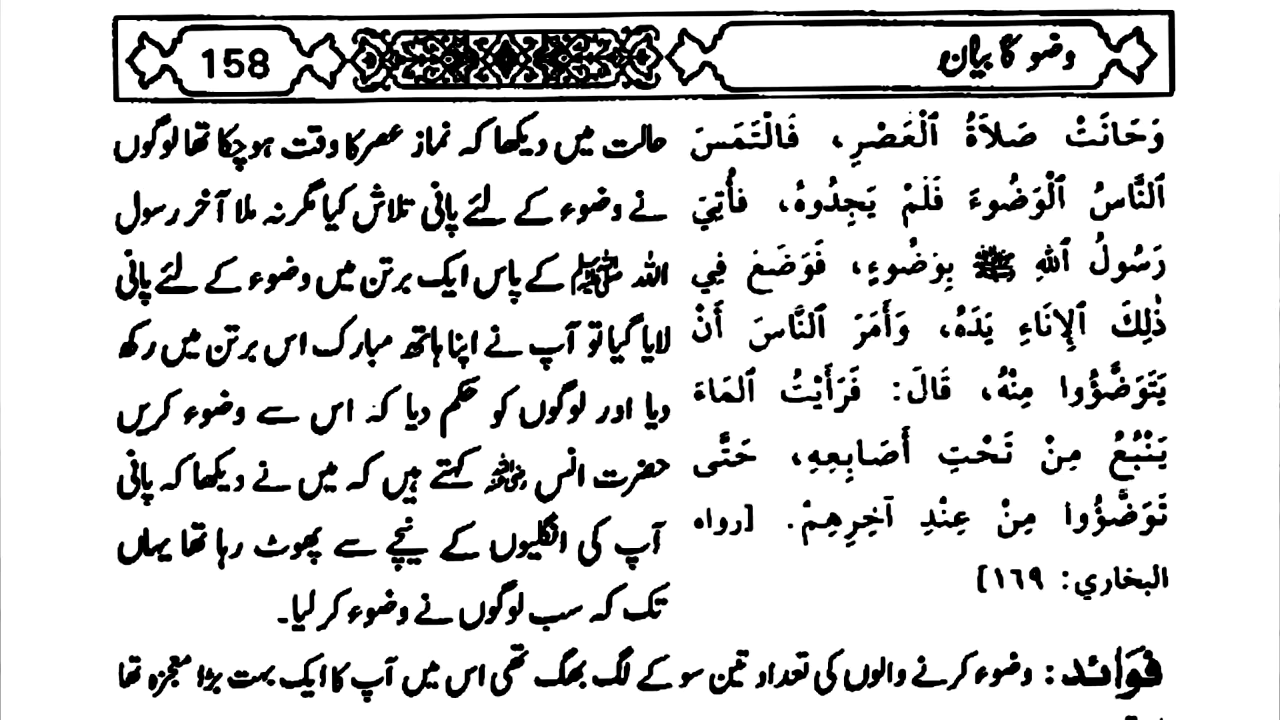 وضو کا بیان
158
وَحَانَتْ صَلاَةُ الْعَصْرِ، فَالْتَمَسَ
النَّاسُ الْوَضُوءَ فَلَمْ يَجِدُوهُ، فَأُتِيَ
رَسُولُ اللهِ ﷺ بِوَضُوءٍ، فَوَضَعَ فِي
ذٰلِكَ الإِنَاءِ يَدَهُ، وَأَمَرَ النَّاسَ أَنْ
يَتَوَضَّؤُوا مِنْهُ، قَالَ: فَرَأَيْتُ المَاءَ
يَنْبُعُ مِنْ تَحْتِ أَصَابِعِهِ، حَتَّى
تَوَضَّؤُوا مِنْ عِنْدِ آخِرِهِمْ. [رواه
البخاري: ١٦٩]
حالت میں دیکھا کہ نماز عصر کا وقت ہوچکا تھا لوگوں
نے وضوء کے لئے پانی تلاش کیا مگر نہ ملا آخر رسول
اللہ ﷺ کے پاس ایک برتن میں وضوء کے لئے پانی
لایا گیا تو آپ نے اپنا ہاتھ مبارک اس برتن میں رکھ
دیا اور لوگوں کو حکم دیا کہ اس سے وضوء کریں
حضرت انس رضی اللہ عنہ کہتے ہیں کہ میں نے دیکھا کہ پانی
آپ کی انگلیوں کے نیچے سے پھوٹ رہا تھا یہاں
تک کہ سب لوگوں نے وضوء کر لیا۔
فوائد: وضوء کرنے والوں کی تعداد تین سو کے لگ بھگ تھی اس میں آپ کا ایک بہت بڑا معجزہ تھا